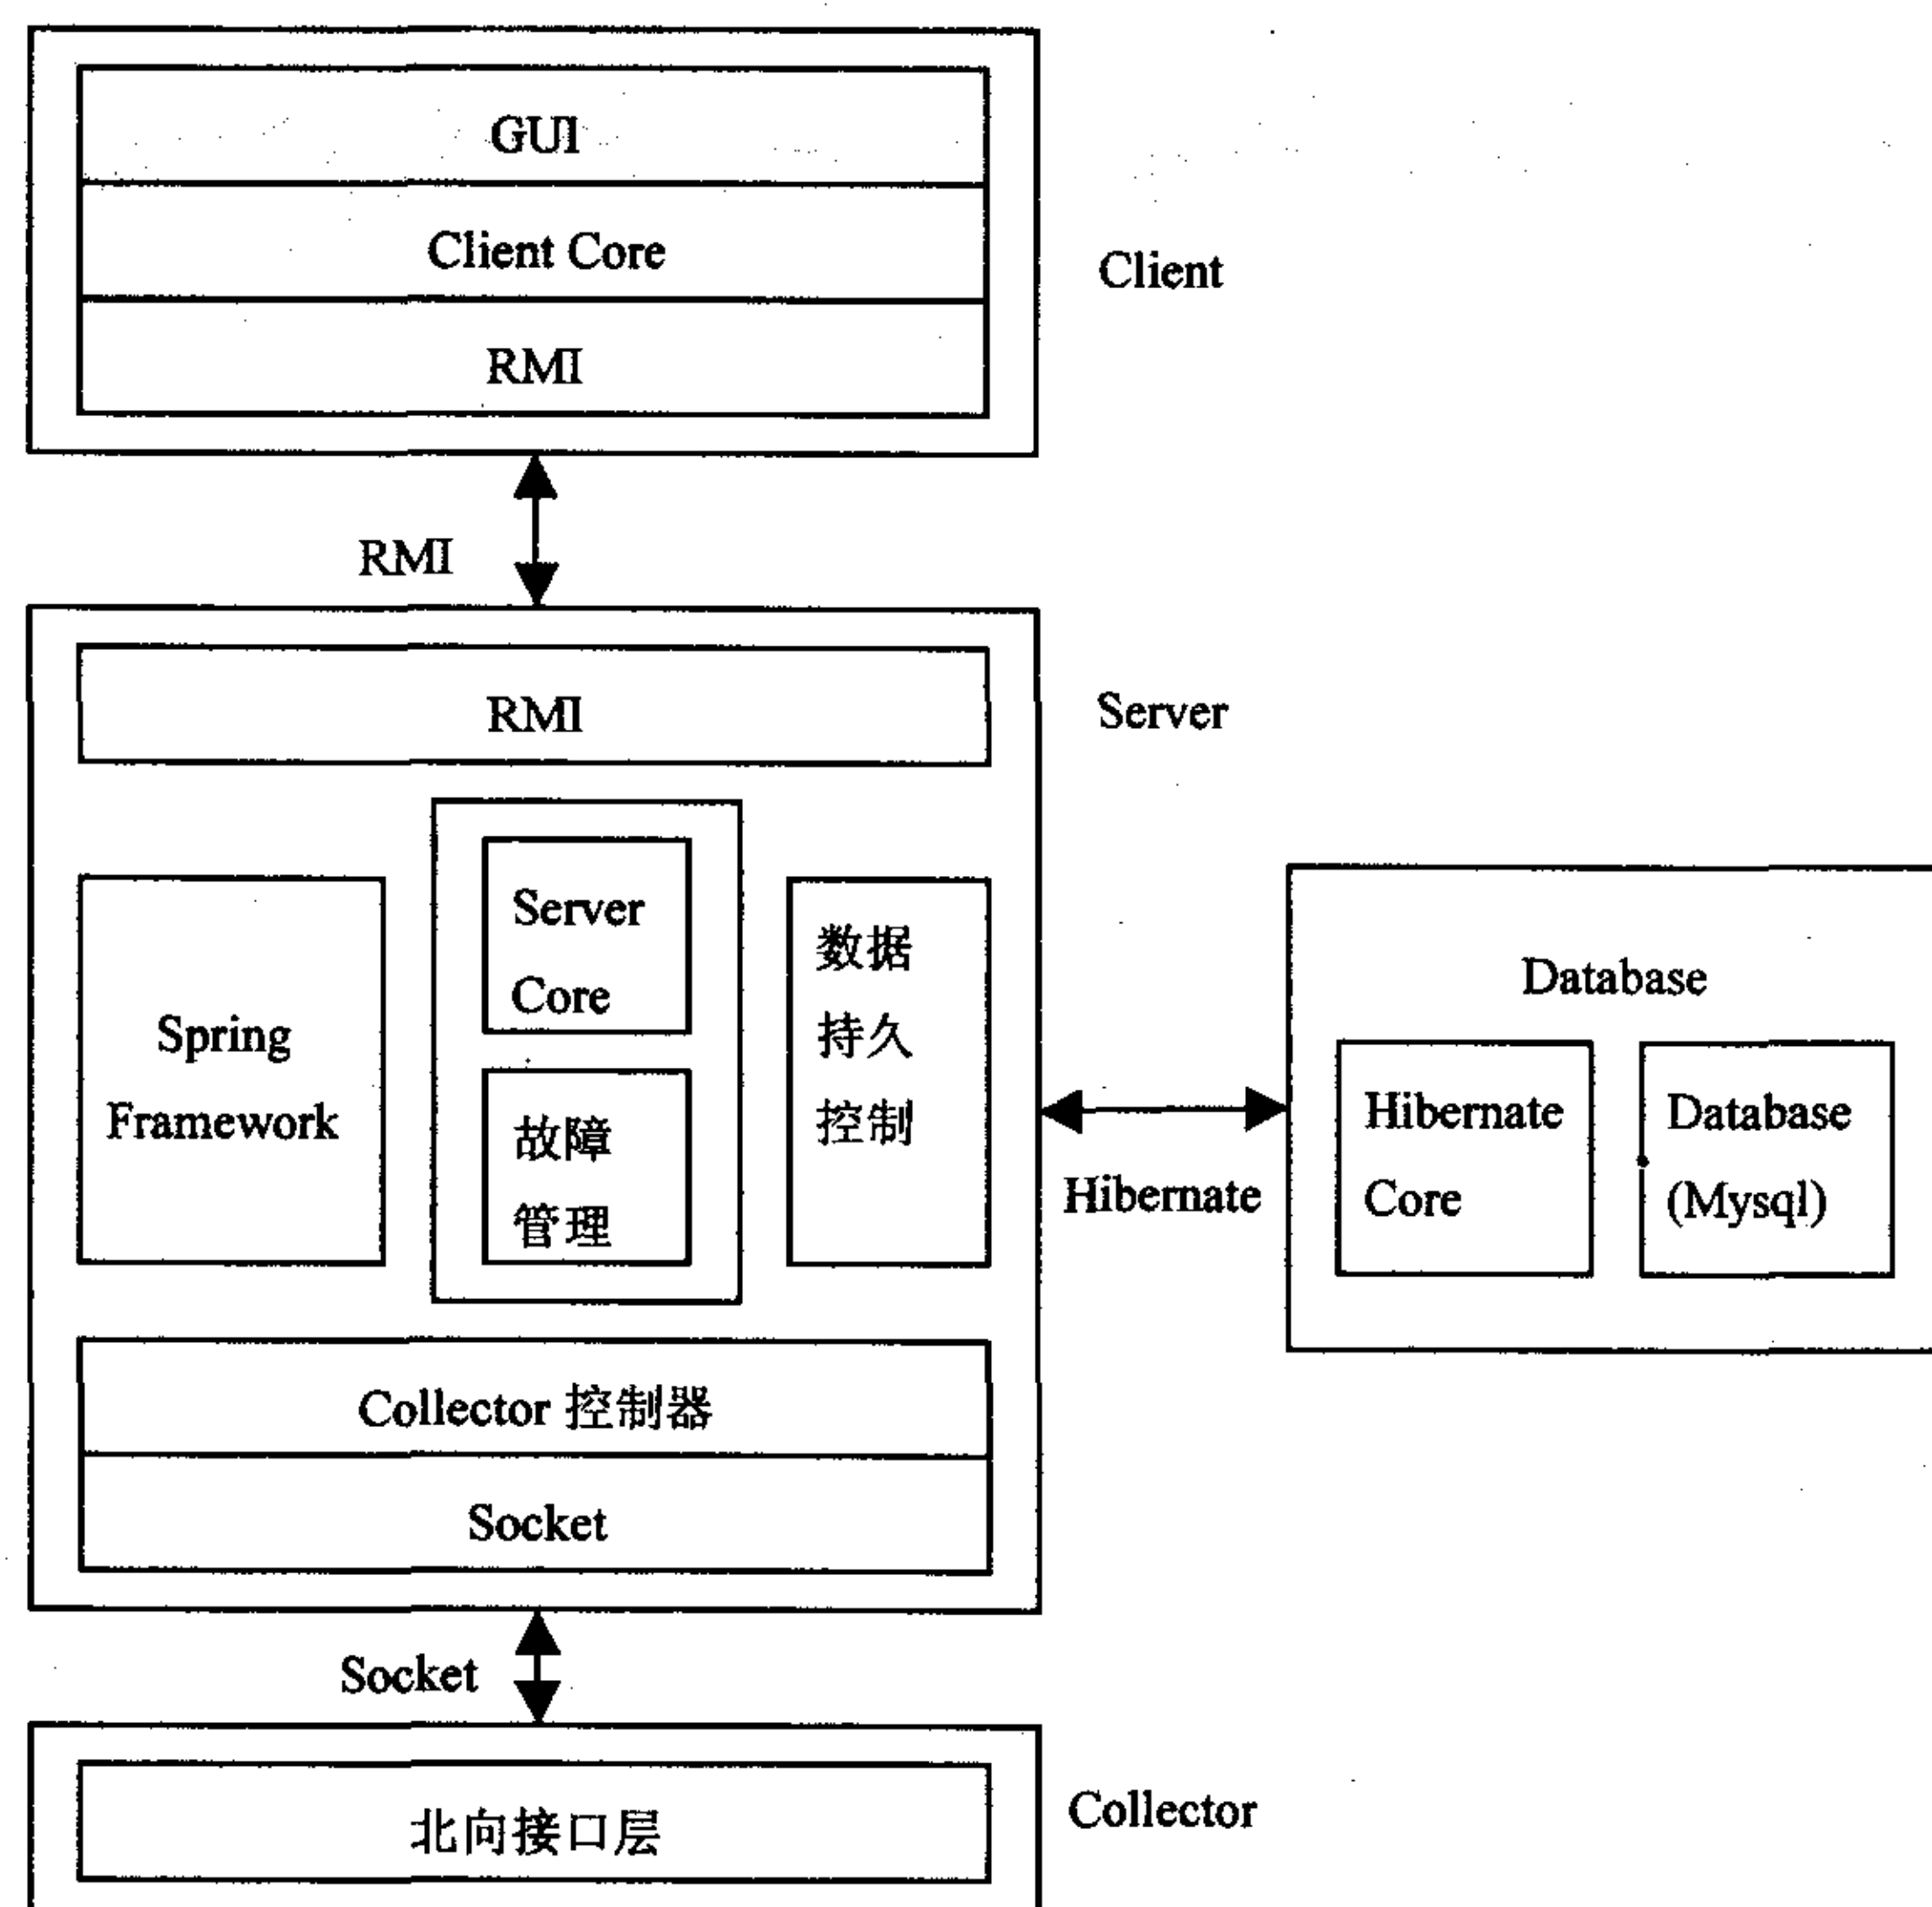 GUI
Client Core
RMI
Client
RMI
RMI
Server
Spring
Framework
Server
Core
故障
管理
数据
持久
控制
Collector 控制器
Socket
Hibernate
Database
Hibernate
Core
Database
(Mysql)
Socket
北向接口层
Collector